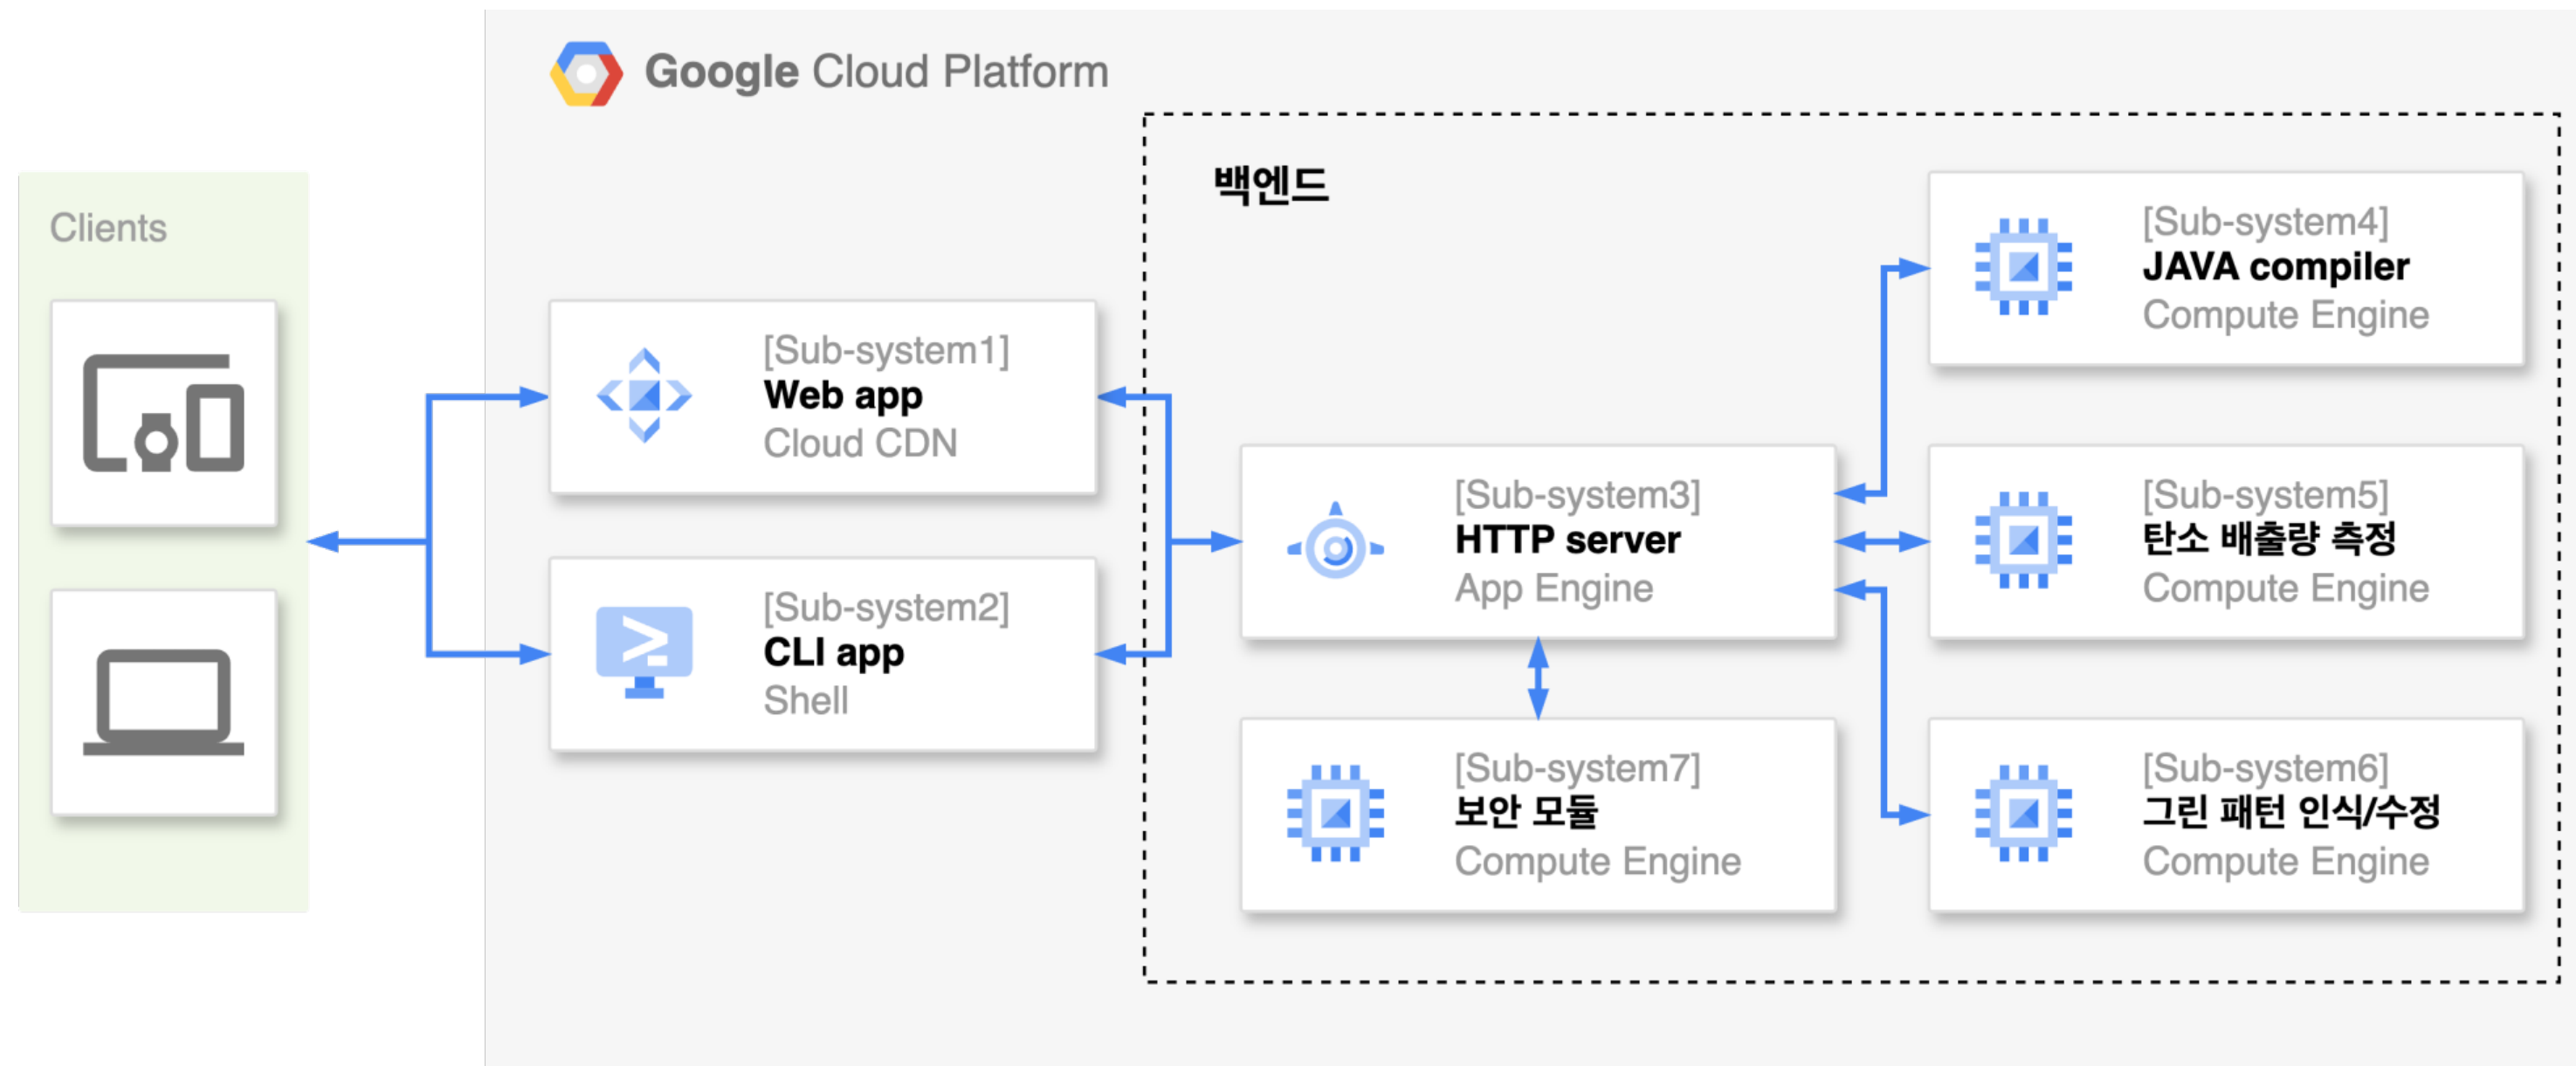 Google Cloud Platform
Clients
백엔드
[Sub-system1]
Web app
Cloud CDN
[Sub-system2]
CLI app
Shell
[Sub-system3]
HTTP server
App Engine
[Sub-system7]
보안 모듈
Compute Engine
[Sub-system4]
JAVA compiler
Compute Engine
[Sub-system5]
탄소 배출량 측정
Compute Engine
[Sub-system6]
그린 패턴 인식/수정
Compute Engine